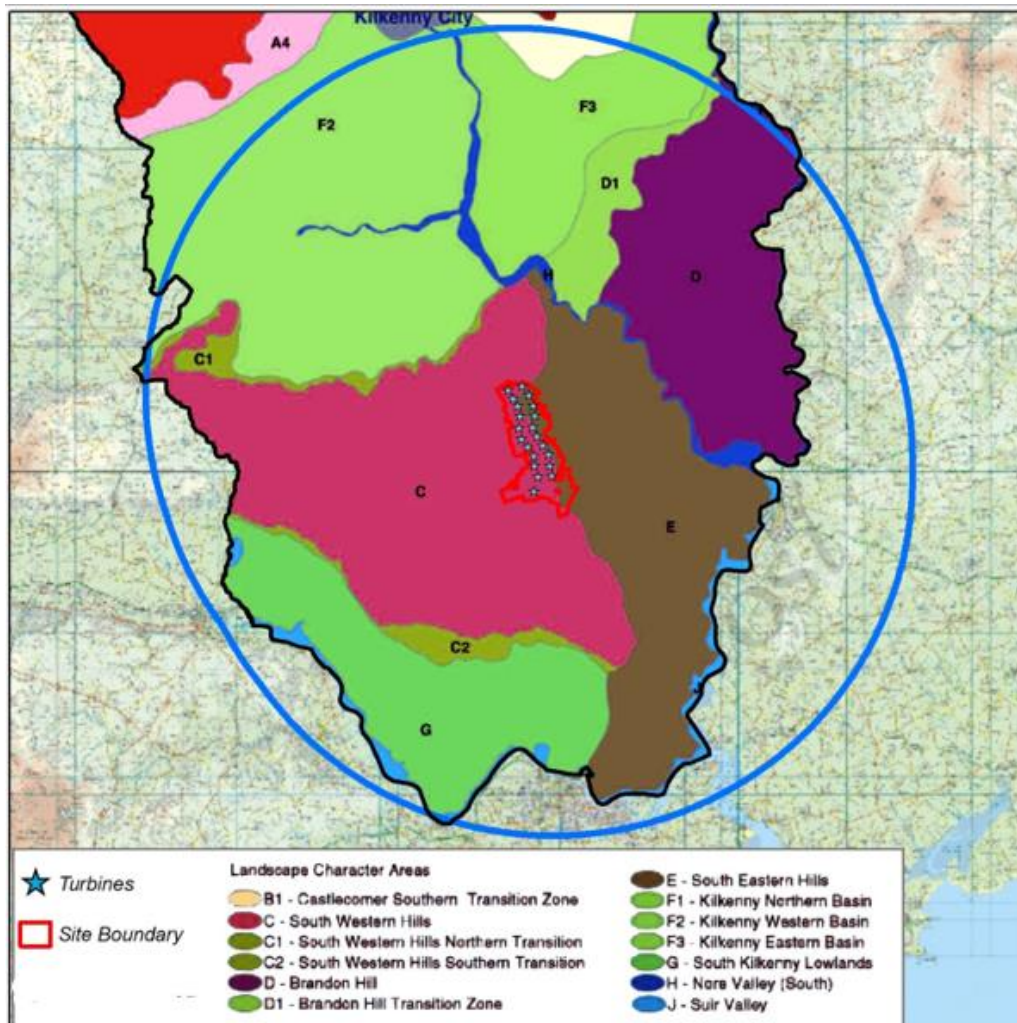 Kilkenny City
A4
F2
F3
D1
D
H
C1
C
E
C2
G
Turbines
Site Boundary
Landscape Character Areas
B1 - Castlecomer Southern Transition Zone
C - South Western Hills
C1 - South Western Hills Northern Transition
C2 - South Western Hills Southern Transition
D - Brandon Hill
D1 - Brandon Hill Transition Zone
E - South Eastern Hills
F1 - Kilkenny Northern Basin
F2 - Kilkenny Western Basin
F3 - Kilkenny Eastern Basin
G - South Kilkenny Lowlands
H - Nore Valley (South)
J - Suir Valley